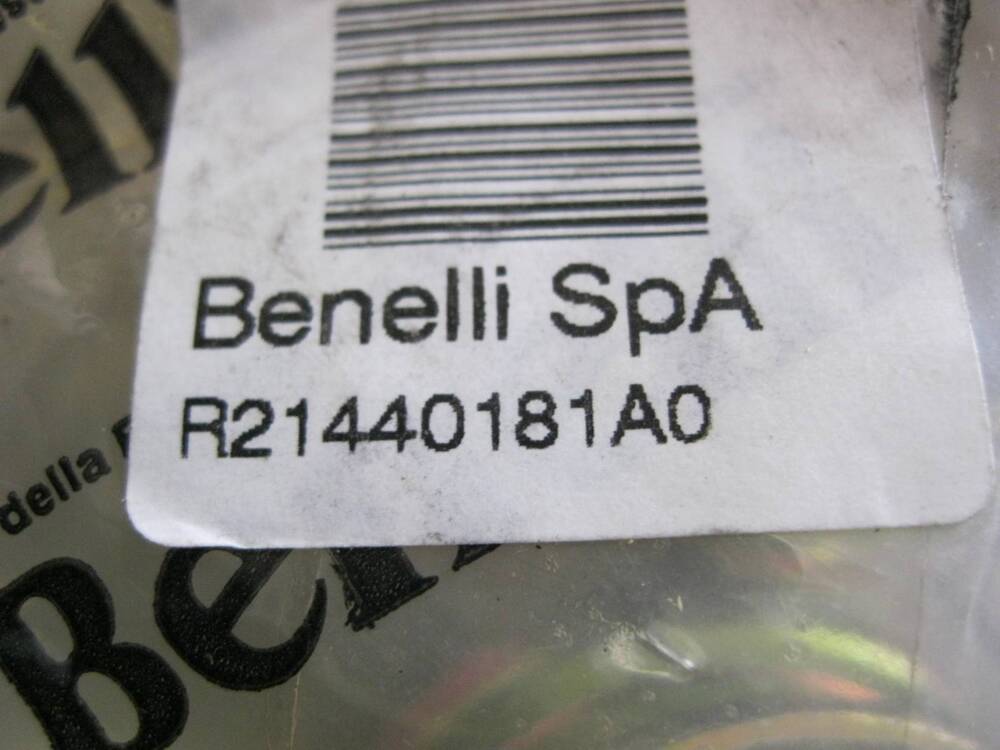 Benelli SpA
R21440181A0
della
Be